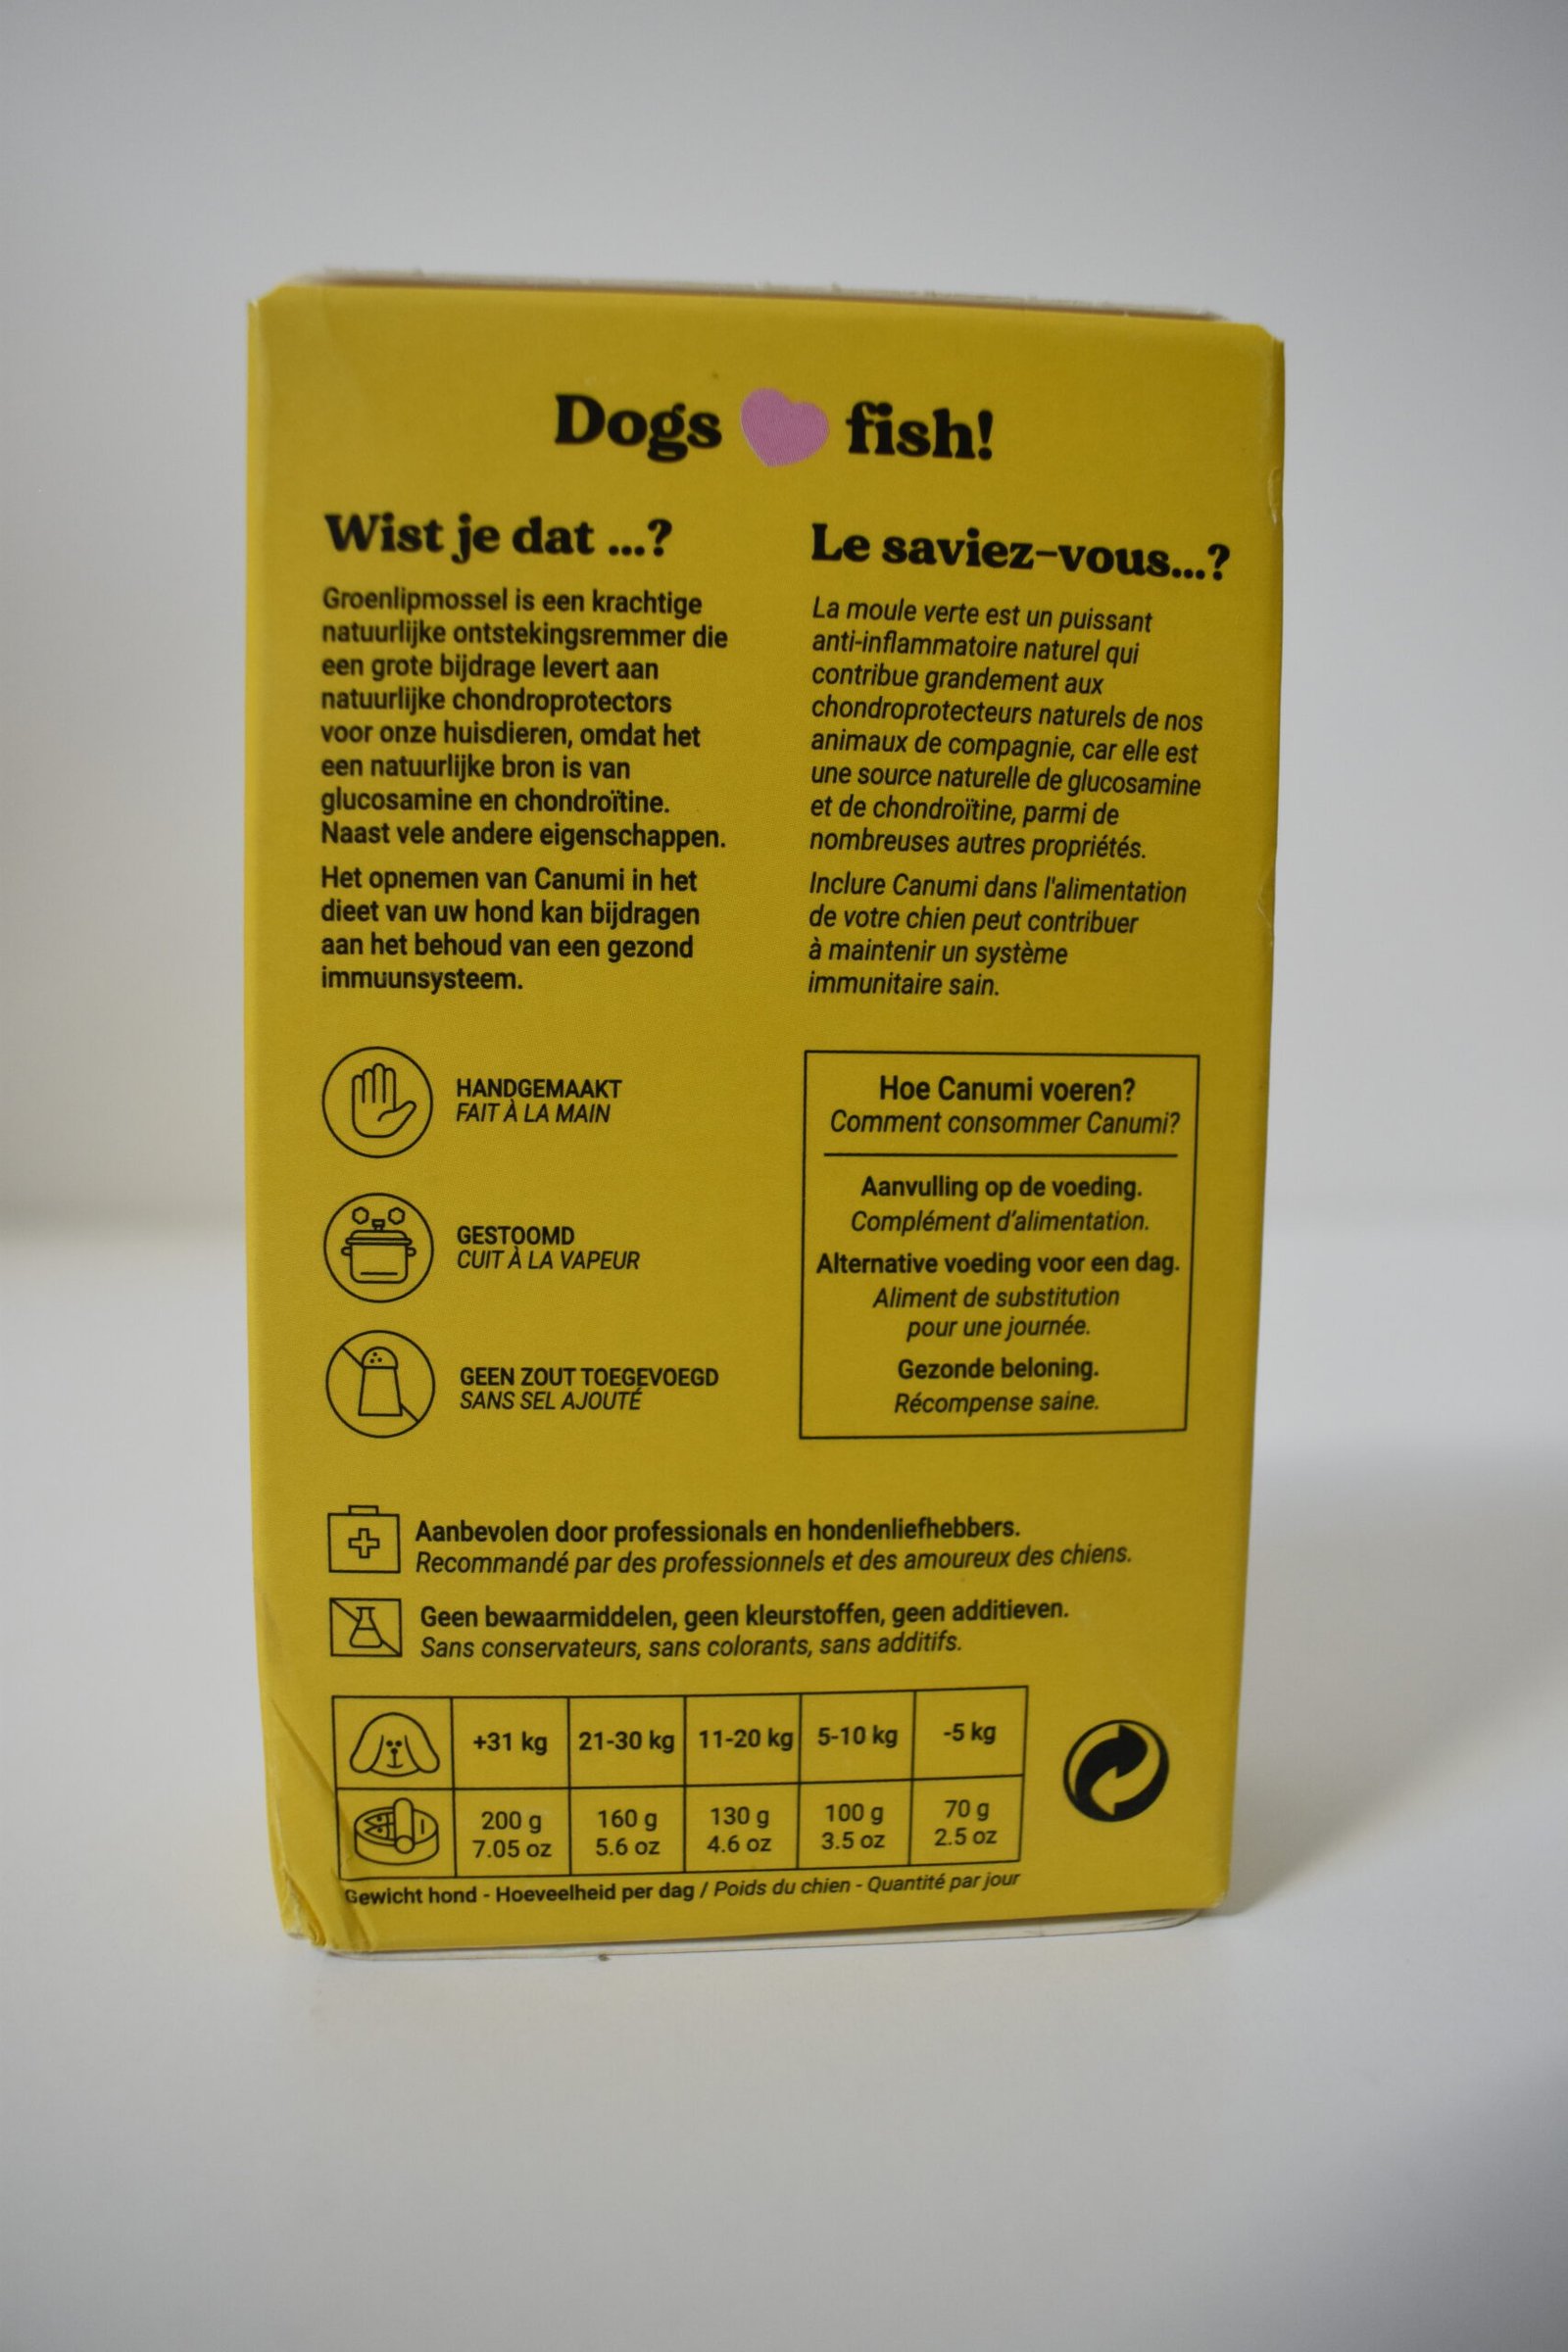 Dogs fish!
Wist je dat ...?
Groenlipmossel is een krachtige
natuurlijke ontstekingsremmer die
een grote bijdrage levert aan
natuurlijke chondroprotectors
voor onze huisdieren, omdat het
een natuurlijke bron is van
glucosamine en chondroïtine.
Naast vele andere eigenschappen.
Het opnemen van Canumi in het
dieet van uw hond kan bijdragen
aan het behoud van een gezond
immuunsysteem.
Le saviez-vous...?
La moule verte est un puissant
anti-inflammatoire naturel qui
contribue grandement aux
chondroprotecteurs naturels de nos
animaux de compagnie, car elle est
une source naturelle de glucosamine
et de chondroïtine, parmi de
nombreuses autres propriétés.
Inclure Canumi dans l'alimentation
de votre chien peut contribuer
à maintenir un système
immunitaire sain.
HANDGEMAAKT
FAIT À LA MAIN
GESTOOMD
CUIT À LA VAPEUR
GEEN ZOUT TOEGEVOEGD
SANS SEL AJOUTÉ
Hoe Canumi voeren?
Comment consommer Canumi?
Aanvulling op de voeding.
Complément d'alimentation.
Alternative voeding voor een dag.
Aliment de substitution
pour une journée.
Gezonde beloning.
Récompense saine.
Aanbevolen door professionals en hondenliefhebbers.
Recommandé par des professionnels et des amoureux des chiens.
Geen bewaarmiddelen, geen kleurstoffen, geen additieven.
Sans conservateurs, sans colorants, sans additifs.
+31 kg 21-30 kg 11-20 kg 5-10 kg -5 kg
200 g 160 g 130 g 100 g 70 g
7.05 oz 5.6 oz 4.6 oz 3.5 oz 2.5 oz
Gewicht hond - Hoeveelheid per dag / Poids du chien - Quantité par jour